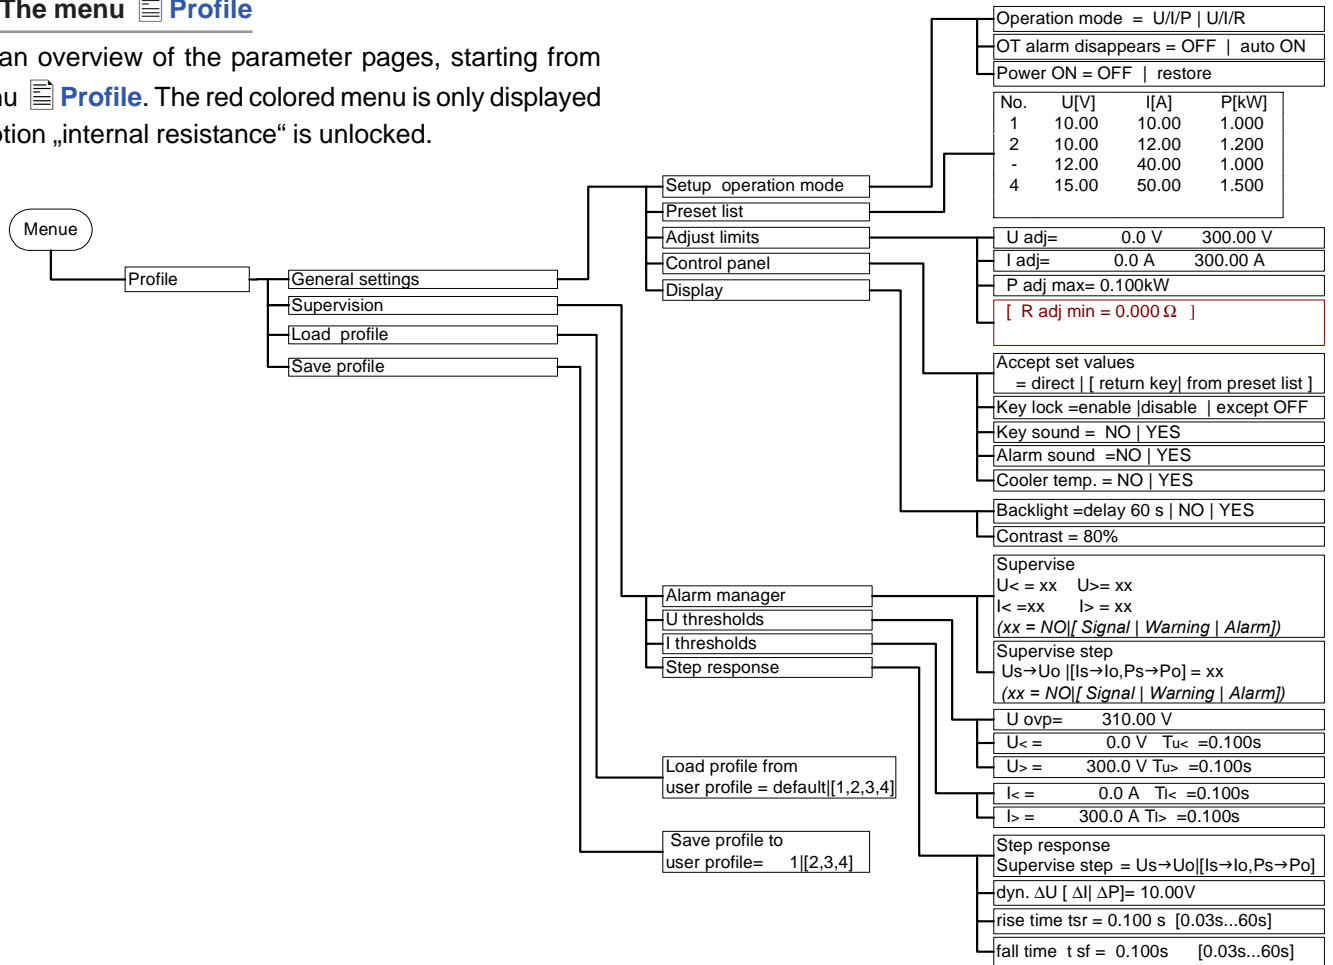 The menu Profile
an overview of the parameter pages, starting from
nu Profile. The red colored menu is only displayed
otion „internal resistance“ is unlocked.
Menue
Profile
General settings
Supervision
Load profile
Save profile
Setup operation mode
Preset list
Adjust limits
Control panel
Display
Alarm manager
U thresholds
I thresholds
Step response
Load profile from
user profile = default|[1,2,3,4]
Save profile to
user profile= 1|[2,3,4]
Operation mode = U/I/P | U/I/R
OT alarm disappears = OFF | auto ON
Power ON = OFF | restore
No. U[V] I[A] P[kW]
1 10.00 10.00 1.000
2 10.00 12.00 1.200
- 12.00 40.00 1.000
4 15.00 50.00 1.500
U adj= 0.0 V 300.00 V
I adj= 0.0 A 300.00 A
P adj max= 0.100kW
[ R adj min = 0.000 Ω ]
Accept set values
= direct | [ return key| from preset list ]
Key lock =enable |disable | except OFF
Key sound = NO | YES
Alarm sound =NO | YES
Cooler temp. = NO | YES
Backlight =delay 60 s | NO | YES
Contrast = 80%
Supervise
U< = xx U>= xx
I< =xx I> = xx
(xx = NO|[ Signal | Warning | Alarm])
Supervise step
Us→Uo |[Is→Io,Ps→Po] = xx
(xx = NO|[ Signal | Warning | Alarm])
U ovp= 310.00 V
U< = 0.0 V Tu< =0.100s
U> = 300.0 V Tu> =0.100s
I< = 0.0 A TI< =0.100s
I> = 300.0 A TI> =0.100s
Step response
Supervise step = Us→Uo|[Is→Io,Ps→Po]
dyn. ΔU [ ΔI| ΔP]= 10.00V
rise time tsr = 0.100 s [0.03s...60s]
fall time t sf = 0.100s [0.03s...60s]